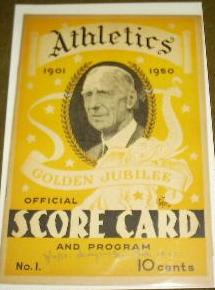 Athletics
1901 1950
GOLDEN JUBILEE
OFFICIAL
SCORE CARD
AND PROGRAM
No. 1. 10 cents